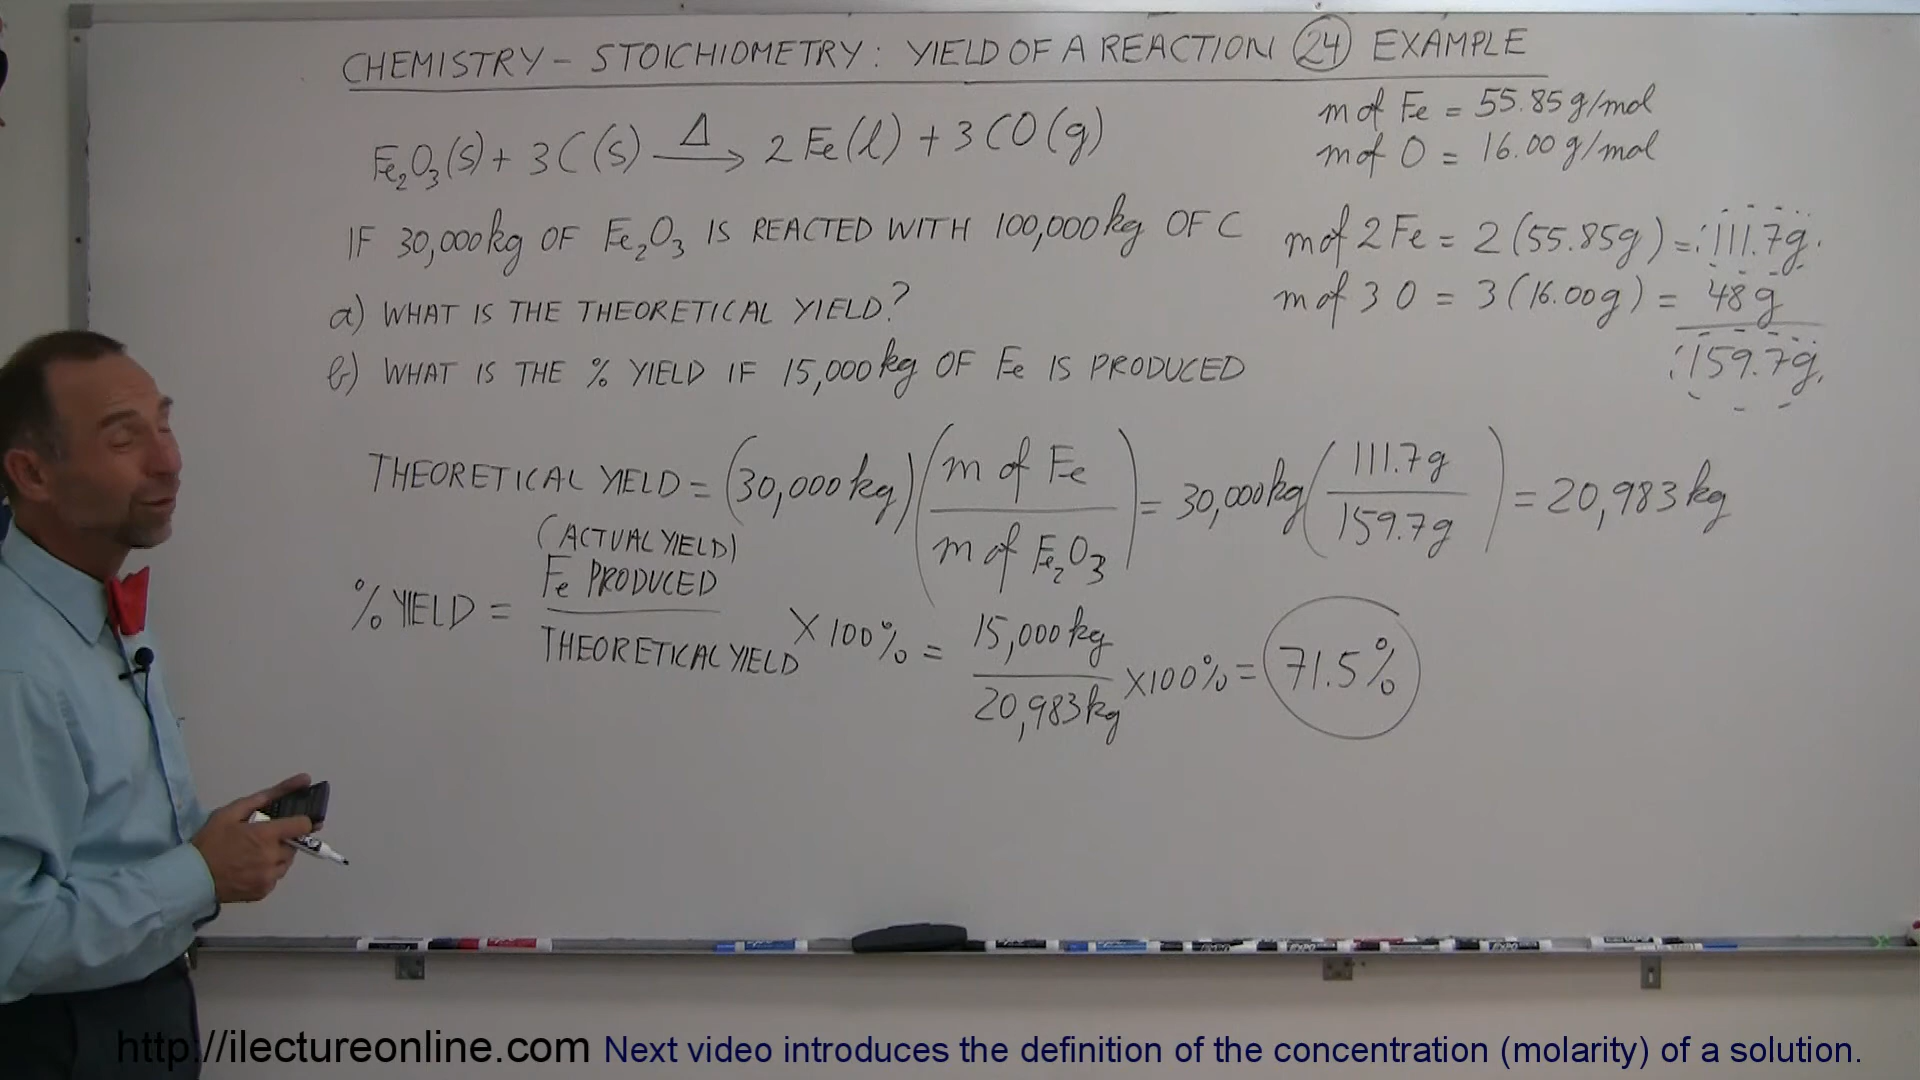 CHEMISTRY – STOICHIOMETRY: YIELD OF A REACTION 24 EXAMPLE
m of Fe = 55.85 g/mol
Fe₂O₃(s) + 3C(s) Δ→ 2Fe(l) + 3CO(g)
m of O = 16.00 g/mol
IF 30,000kg OF Fe₂O₃ IS REACTED WITH 100,000kg OF C
m of 2Fe = 2(55.85g) = 111.7g
m of 3 O = 3(16.00g) = 48g
159.7g
a) WHAT IS THE THEORETICAL YIELD?
b) WHAT IS THE % YIELD IF 15,000kg OF Fe IS PRODUCED
THEORETICAL YIELD = (30,000kg)(m of Fe / m of Fe₂O₃) = 30,000kg(111.7g / 159.7g) = 20,983kg
(ACTUAL YIELD)
% YIELD = Fe PRODUCED / THEORETICAL YIELD X 100% = 15,000kg / 20,983kg X100% = 71.5%
http://ilectureonline.com Next video introduces the definition of the concentration (molarity) of a solution.